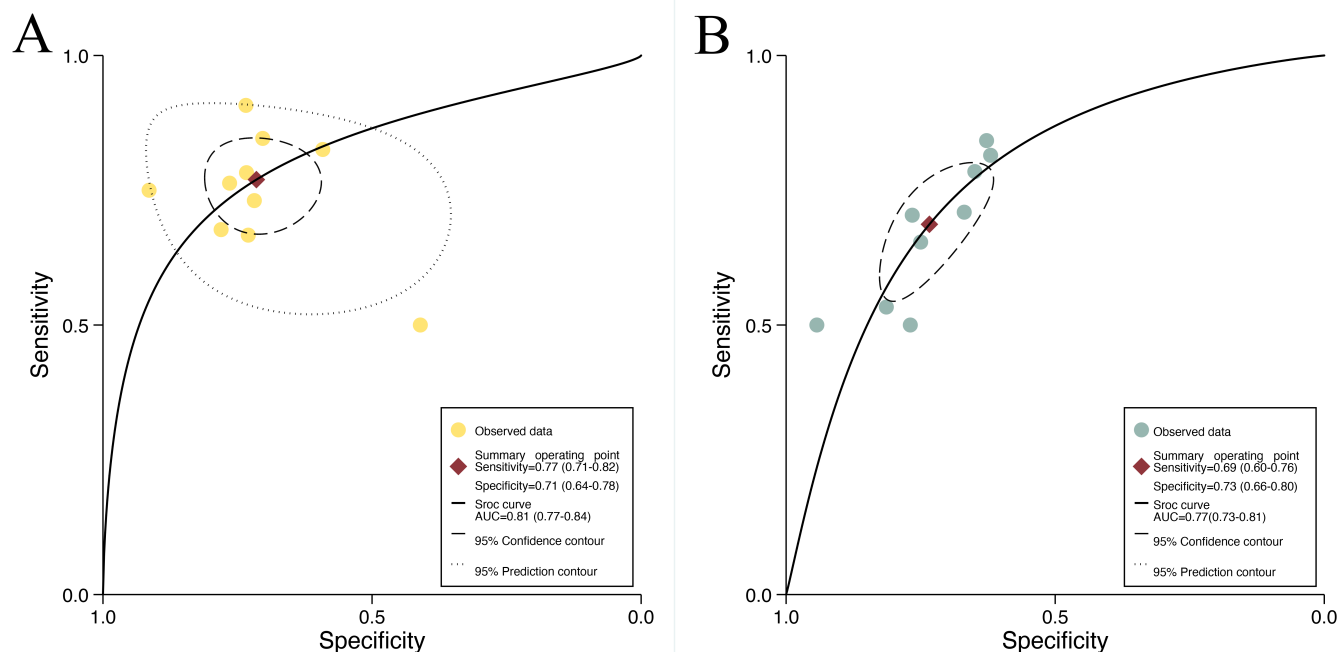 A
1.0
0.5
0.0
Sensitivity
1.0
0.5
0.0
Specificity
Observed data
Summary operating point
Sensitivity=0.77 (0.71-0.82)
Specificity=0.71 (0.64-0.78)
Sroc curve
AUC=0.81 (0.77-0.84)
95% Confidence contour
95% Prediction contour
B
1.0
0.5
0.0
Sensitivity
1.0
0.5
0.0
Specificity
Observed data
Summary operating point
Sensitivity=0.69 (0.60-0.76)
Specificity=0.73 (0.66-0.80)
Sroc curve
AUC=0.77(0.73-0.81)
95% Confidence contour
95% Prediction contour